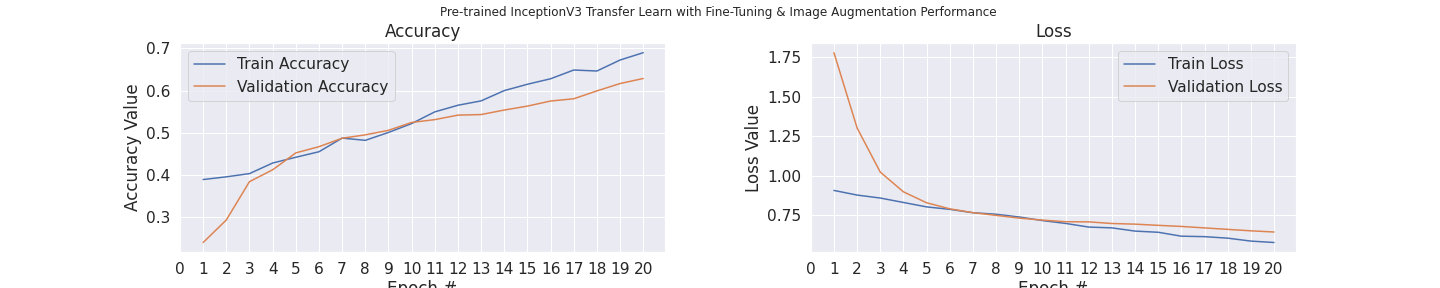 Pre-trained InceptionV3 Transfer Learn with Fine-Tuning & Image Augmentation Performance
Accuracy
Train Accuracy
Validation Accuracy
Accuracy Value
0.7
0.6
0.5
0.4
0.3
0 1 2 3 4 5 6 7 8 9 10 11 12 13 14 15 16 17 18 19 20
Epoch #
Loss
Train Loss
Validation Loss
Loss Value
1.75
1.50
1.25
1.00
0.75
0 1 2 3 4 5 6 7 8 9 10 11 12 13 14 15 16 17 18 19 20
Epoch #